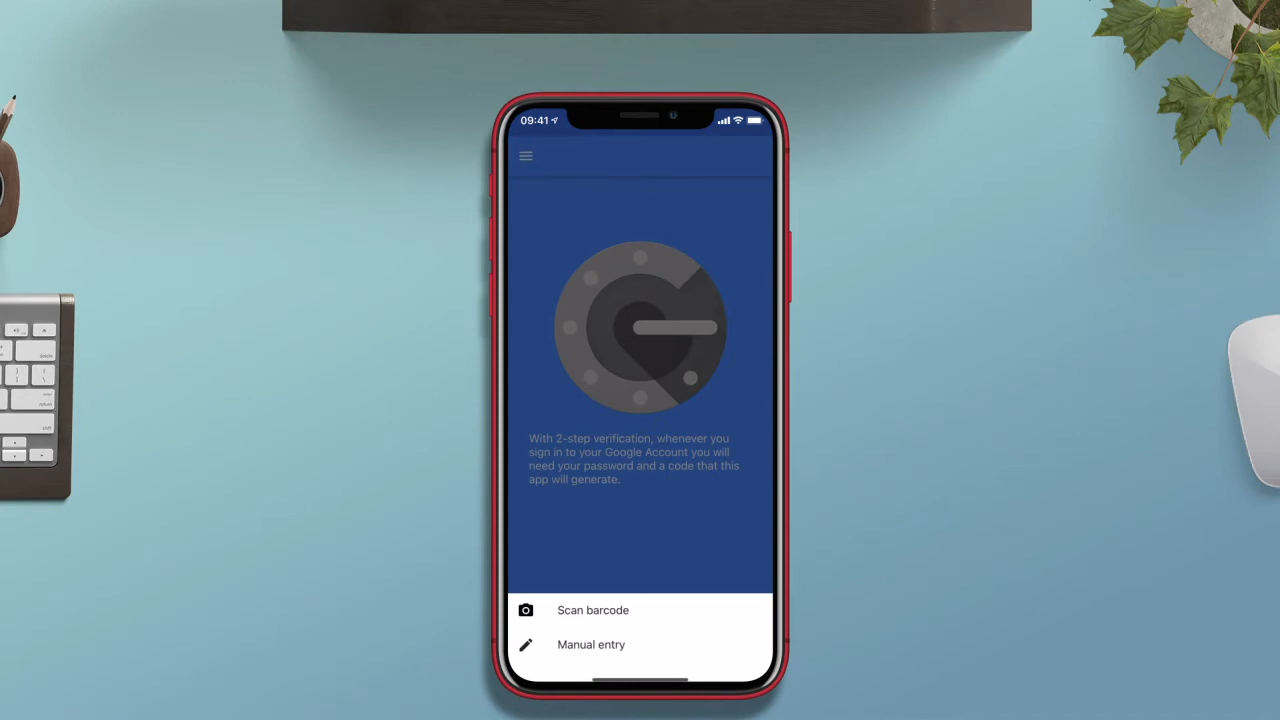 09:41
With 2-step verification, whenever you
sign in to your Google Account you will
need your password and a code that this
app will generate.
Scan barcode
Manual entry